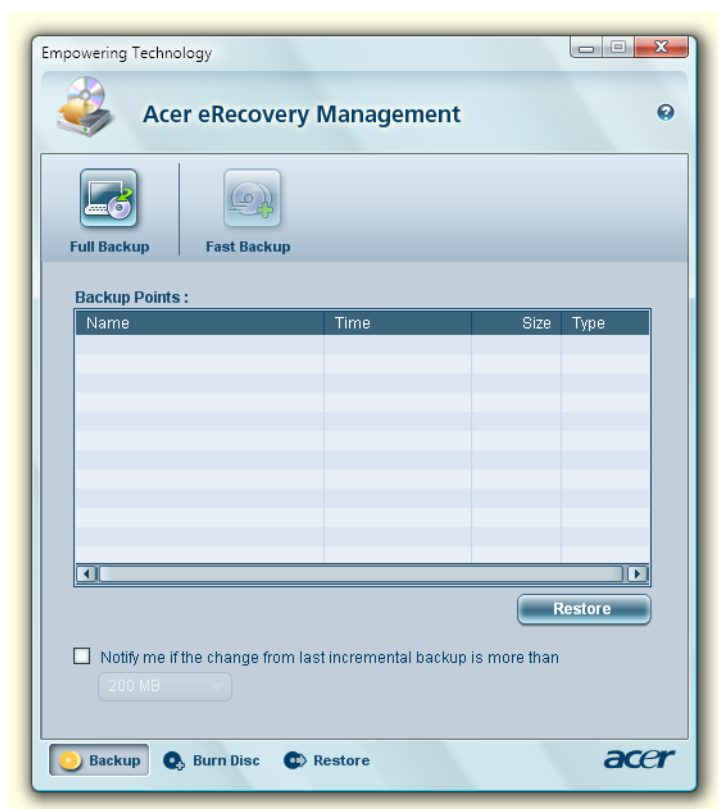 Empowering Technology
Acer eRecovery Management
Full Backup
Fast Backup
Backup Points :
Name Time Size Type
Restore
Notify me if the change from last incremental backup is more than
200 MB
Backup Burn Disc Restore acer